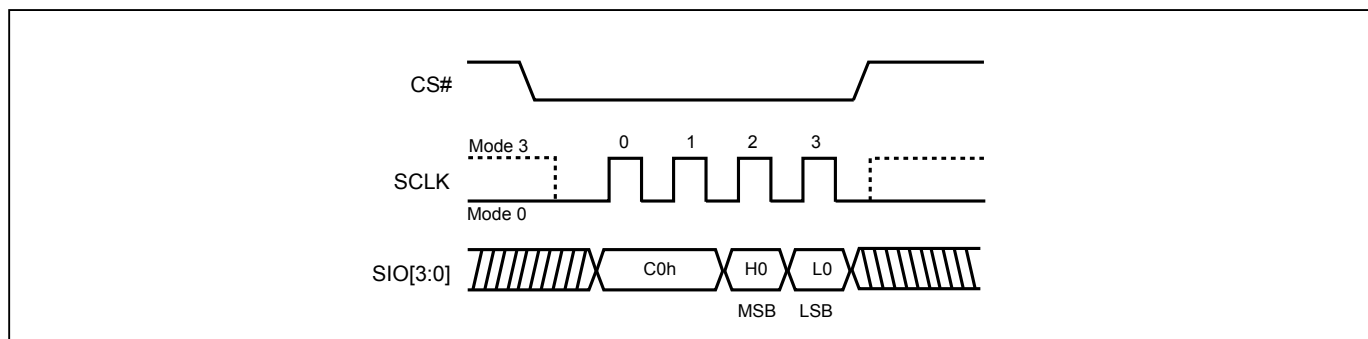 CS#
Mode 3 0 1 2 3
SCLK
Mode 0
SIO[3:0] C0h H0 L0
MSB LSB